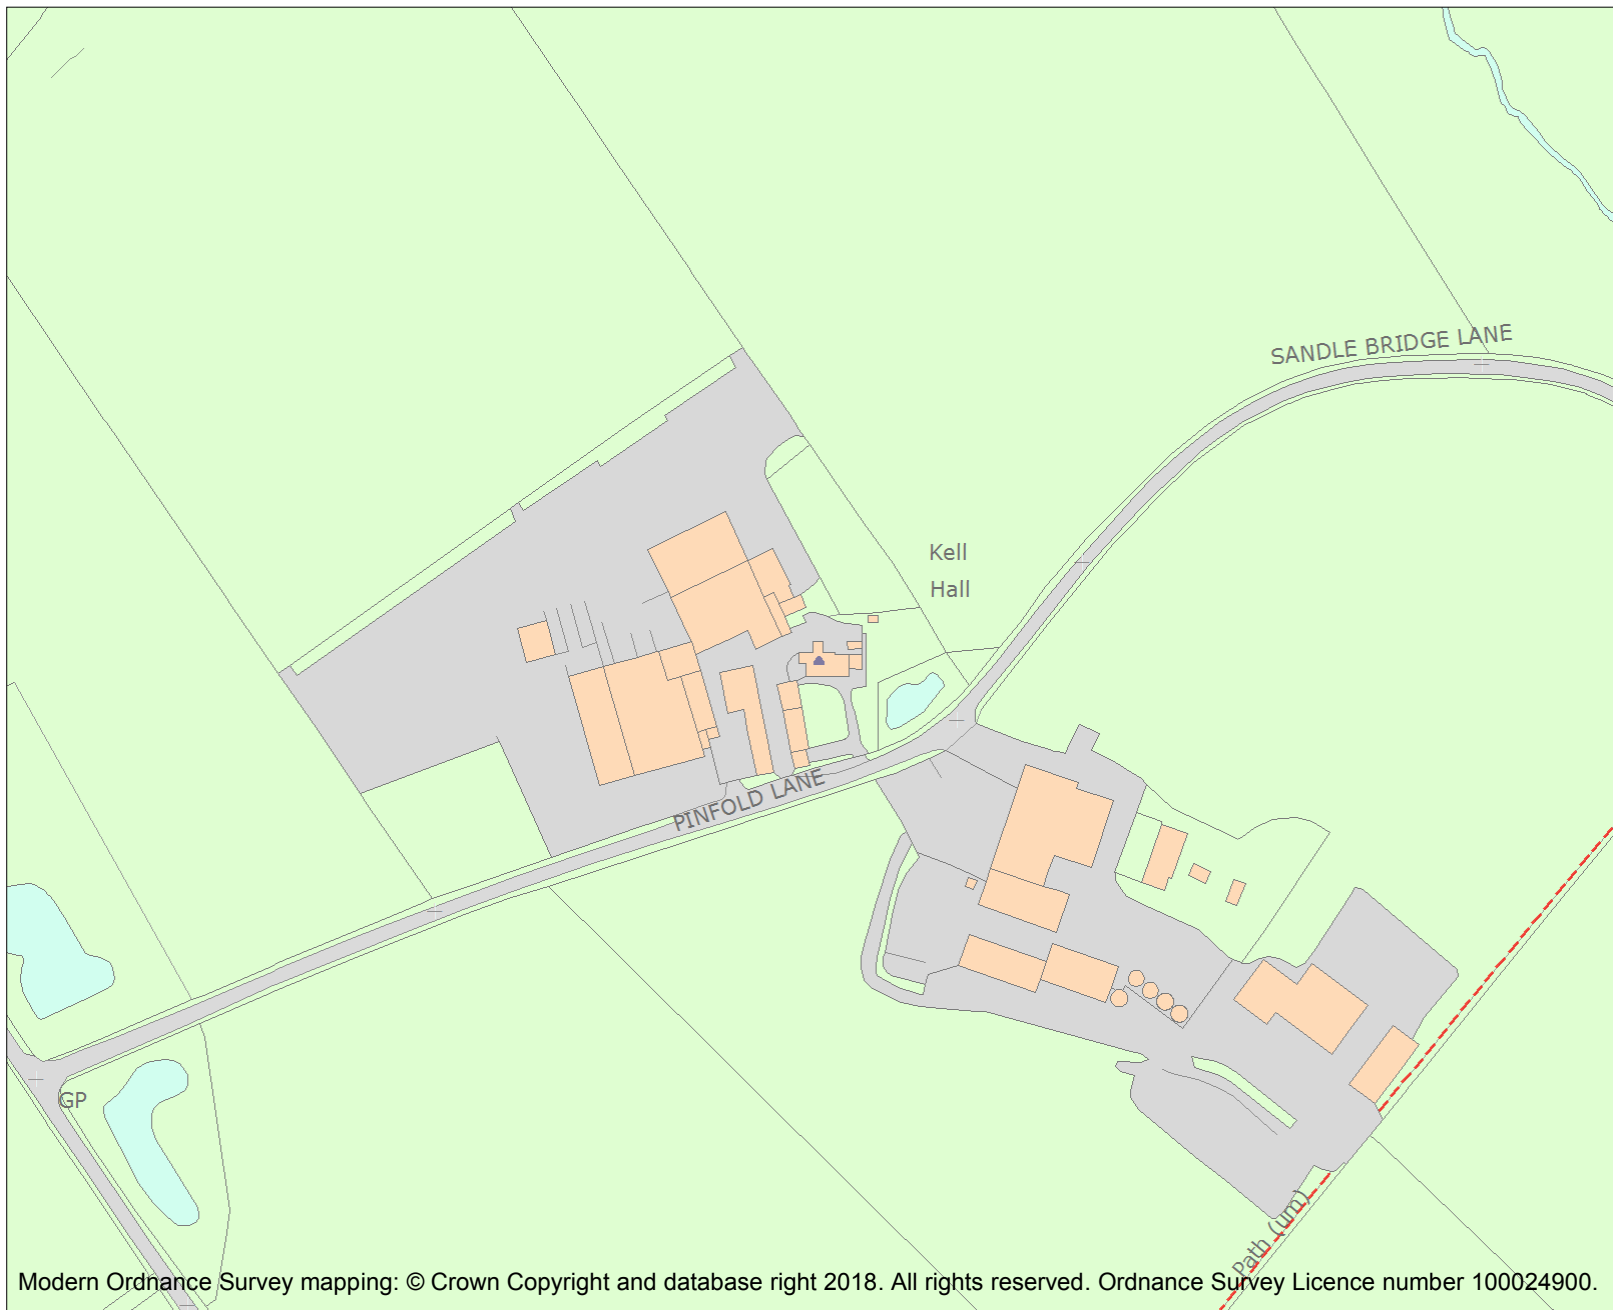 SANDLE BRIDGE LANE
Kell
Hall
PINFOLD LANE
GP
Path (um)
Modern Ordnance Survey mapping: © Crown Copyright and database right 2018. All rights reserved. Ordnance Survey Licence number 100024900.